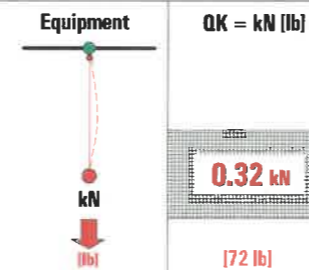 Equipment
QK = kN [lb]
0.32 kN
kN
[lb]
[72 lb]